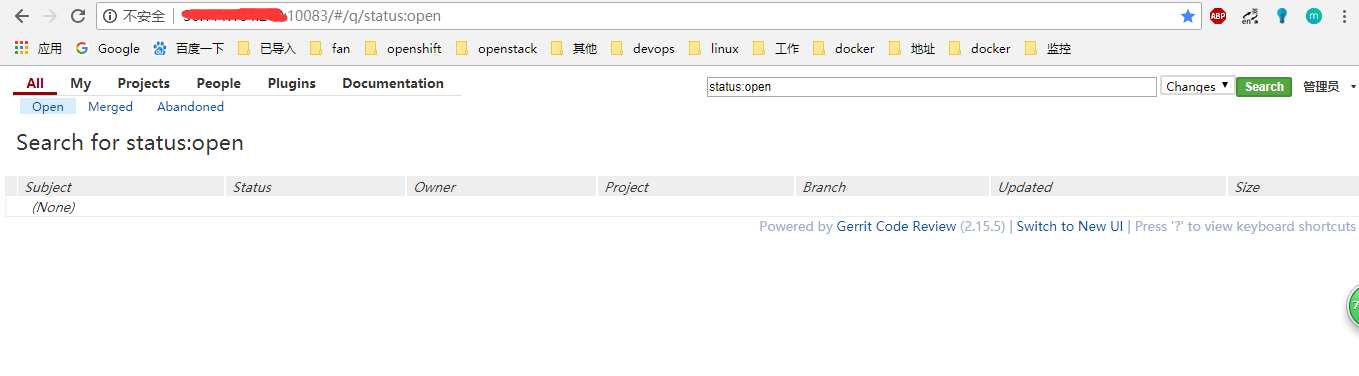 不安全 10083/#/q/status:open ABP en m
应用 Google 百度一下 已导入 fan openshift openstack 其他 devops linux 工作 docker 地址 docker 监控
All My Projects People Plugins Documentation status:open Changes Search 管理员
Open Merged Abandoned
Search for status:open
Subject Status Owner Project Branch Updated Size
(None)
Powered by Gerrit Code Review (2.15.5) | Switch to New UI | Press '?' to view keyboard shortcuts